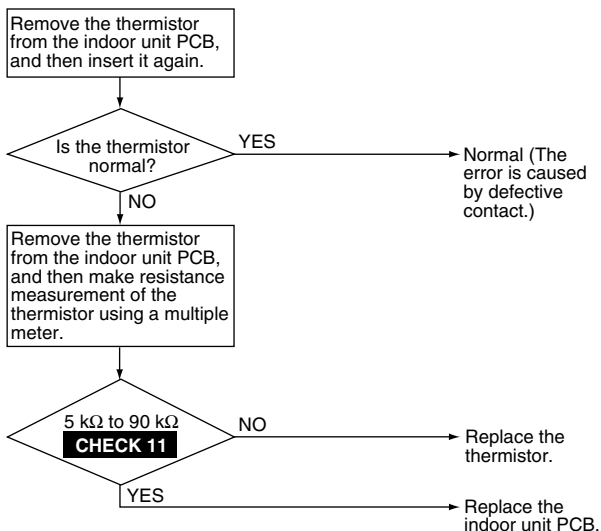 Remove the thermistor
from the indoor unit PCB,
and then insert it again.
Is the thermistor
normal?
YES
Normal (The
error is caused
by defective
contact.)
NO
Remove the thermistor
from the indoor unit PCB,
and then make resistance
measurement of the
thermistor using a multiple
meter.
5 kΩ to 90 kΩ
CHECK 11
NO
Replace the
thermistor.
YES
Replace the
indoor unit PCB.